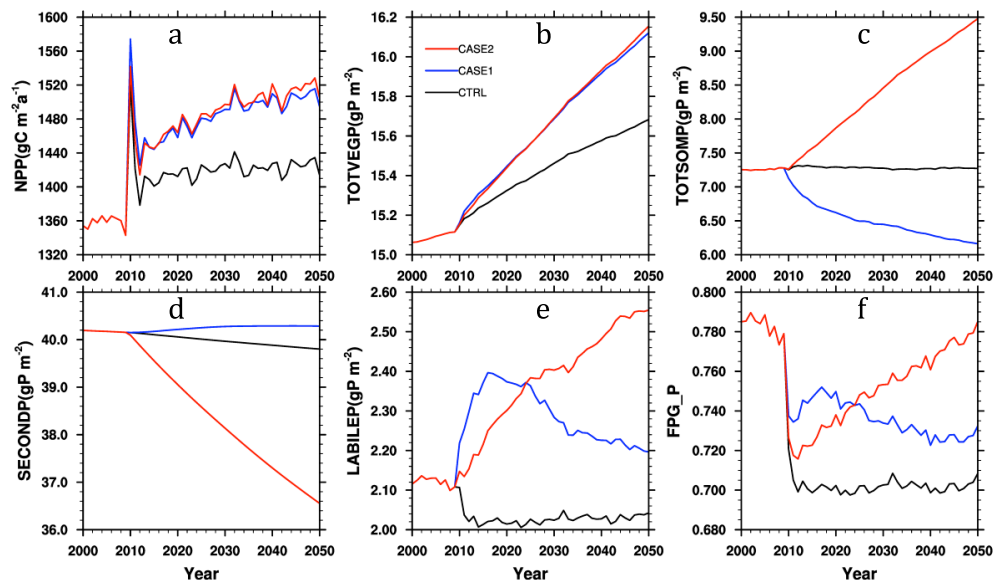 1600
1560
1520
1480
1440
1400
1360
1320
NPP(gC m⁻²a⁻¹)
a
2000 2010 2020 2030 2040 2050
16.2
16.0
15.8
15.6
15.4
15.2
15.0
TOTVEGP(gP m⁻²)
b
CASE2
CASE1
CTRL
2000 2010 2020 2030 2040 2050
9.50
9.00
8.50
8.00
7.50
7.00
6.50
6.00
TOTSOMP(gP m⁻²)
c
2000 2010 2020 2030 2040 2050
41.0
40.0
39.0
38.0
37.0
36.0
SECONDP(gP m⁻²)
d
2000 2010 2020 2030 2040 2050
Year
2.60
2.50
2.40
2.30
2.20
2.10
2.00
LABILEP(gP m⁻²)
e
2000 2010 2020 2030 2040 2050
Year
0.800
0.780
0.760
0.740
0.720
0.700
0.680
FPG_P
f
2000 2010 2020 2030 2040 2050
Year